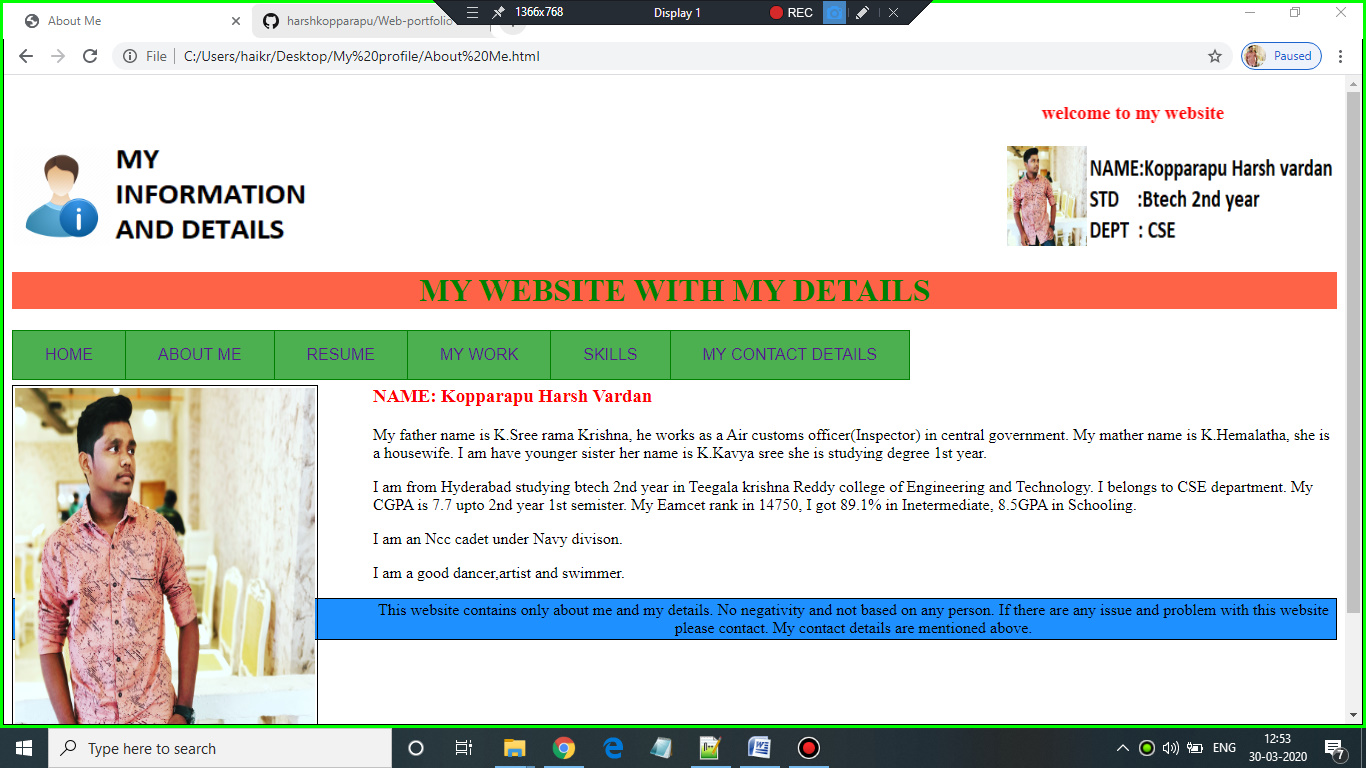 1366x768
Display 1
REC
About Me
harshkopparapu/Web-portfolio
File
C:/Users/haikr/Desktop/My%20profile/About%20Me.html
Paused
welcome to my website
MY
INFORMATION
AND DETAILS
i
NAME:Kopparapu Harsh vardan
STD :Btech 2nd year
DEPT : CSE
MY WEBSITE WITH MY DETAILS
HOME ABOUT ME RESUME MY WORK SKILLS MY CONTACT DETAILS
NAME: Kopparapu Harsh Vardan
My father name is K.Sree rama Krishna, he works as a Air customs officer(Inspector) in central government. My mather name is K.Hemalatha, she is
a housewife. I am have younger sister her name is K.Kavya sree she is studying degree 1st year.
I am from Hyderabad studying btech 2nd year in Teegala krishna Reddy college of Engineering and Technology. I belongs to CSE department. My
CGPA is 7.7 upto 2nd year 1st semister. My Eamcet rank in 14750, I got 89.1% in Inetermediate, 8.5GPA in Schooling.
I am an Ncc cadet under Navy divison.
I am a good dancer,artist and swimmer.
This website contains only about me and my details. No negativity and not based on any person. If there are any issue and problem with this website
please contact. My contact details are mentioned above.
Type here to search
ENG
12:53
30-03-2020
7